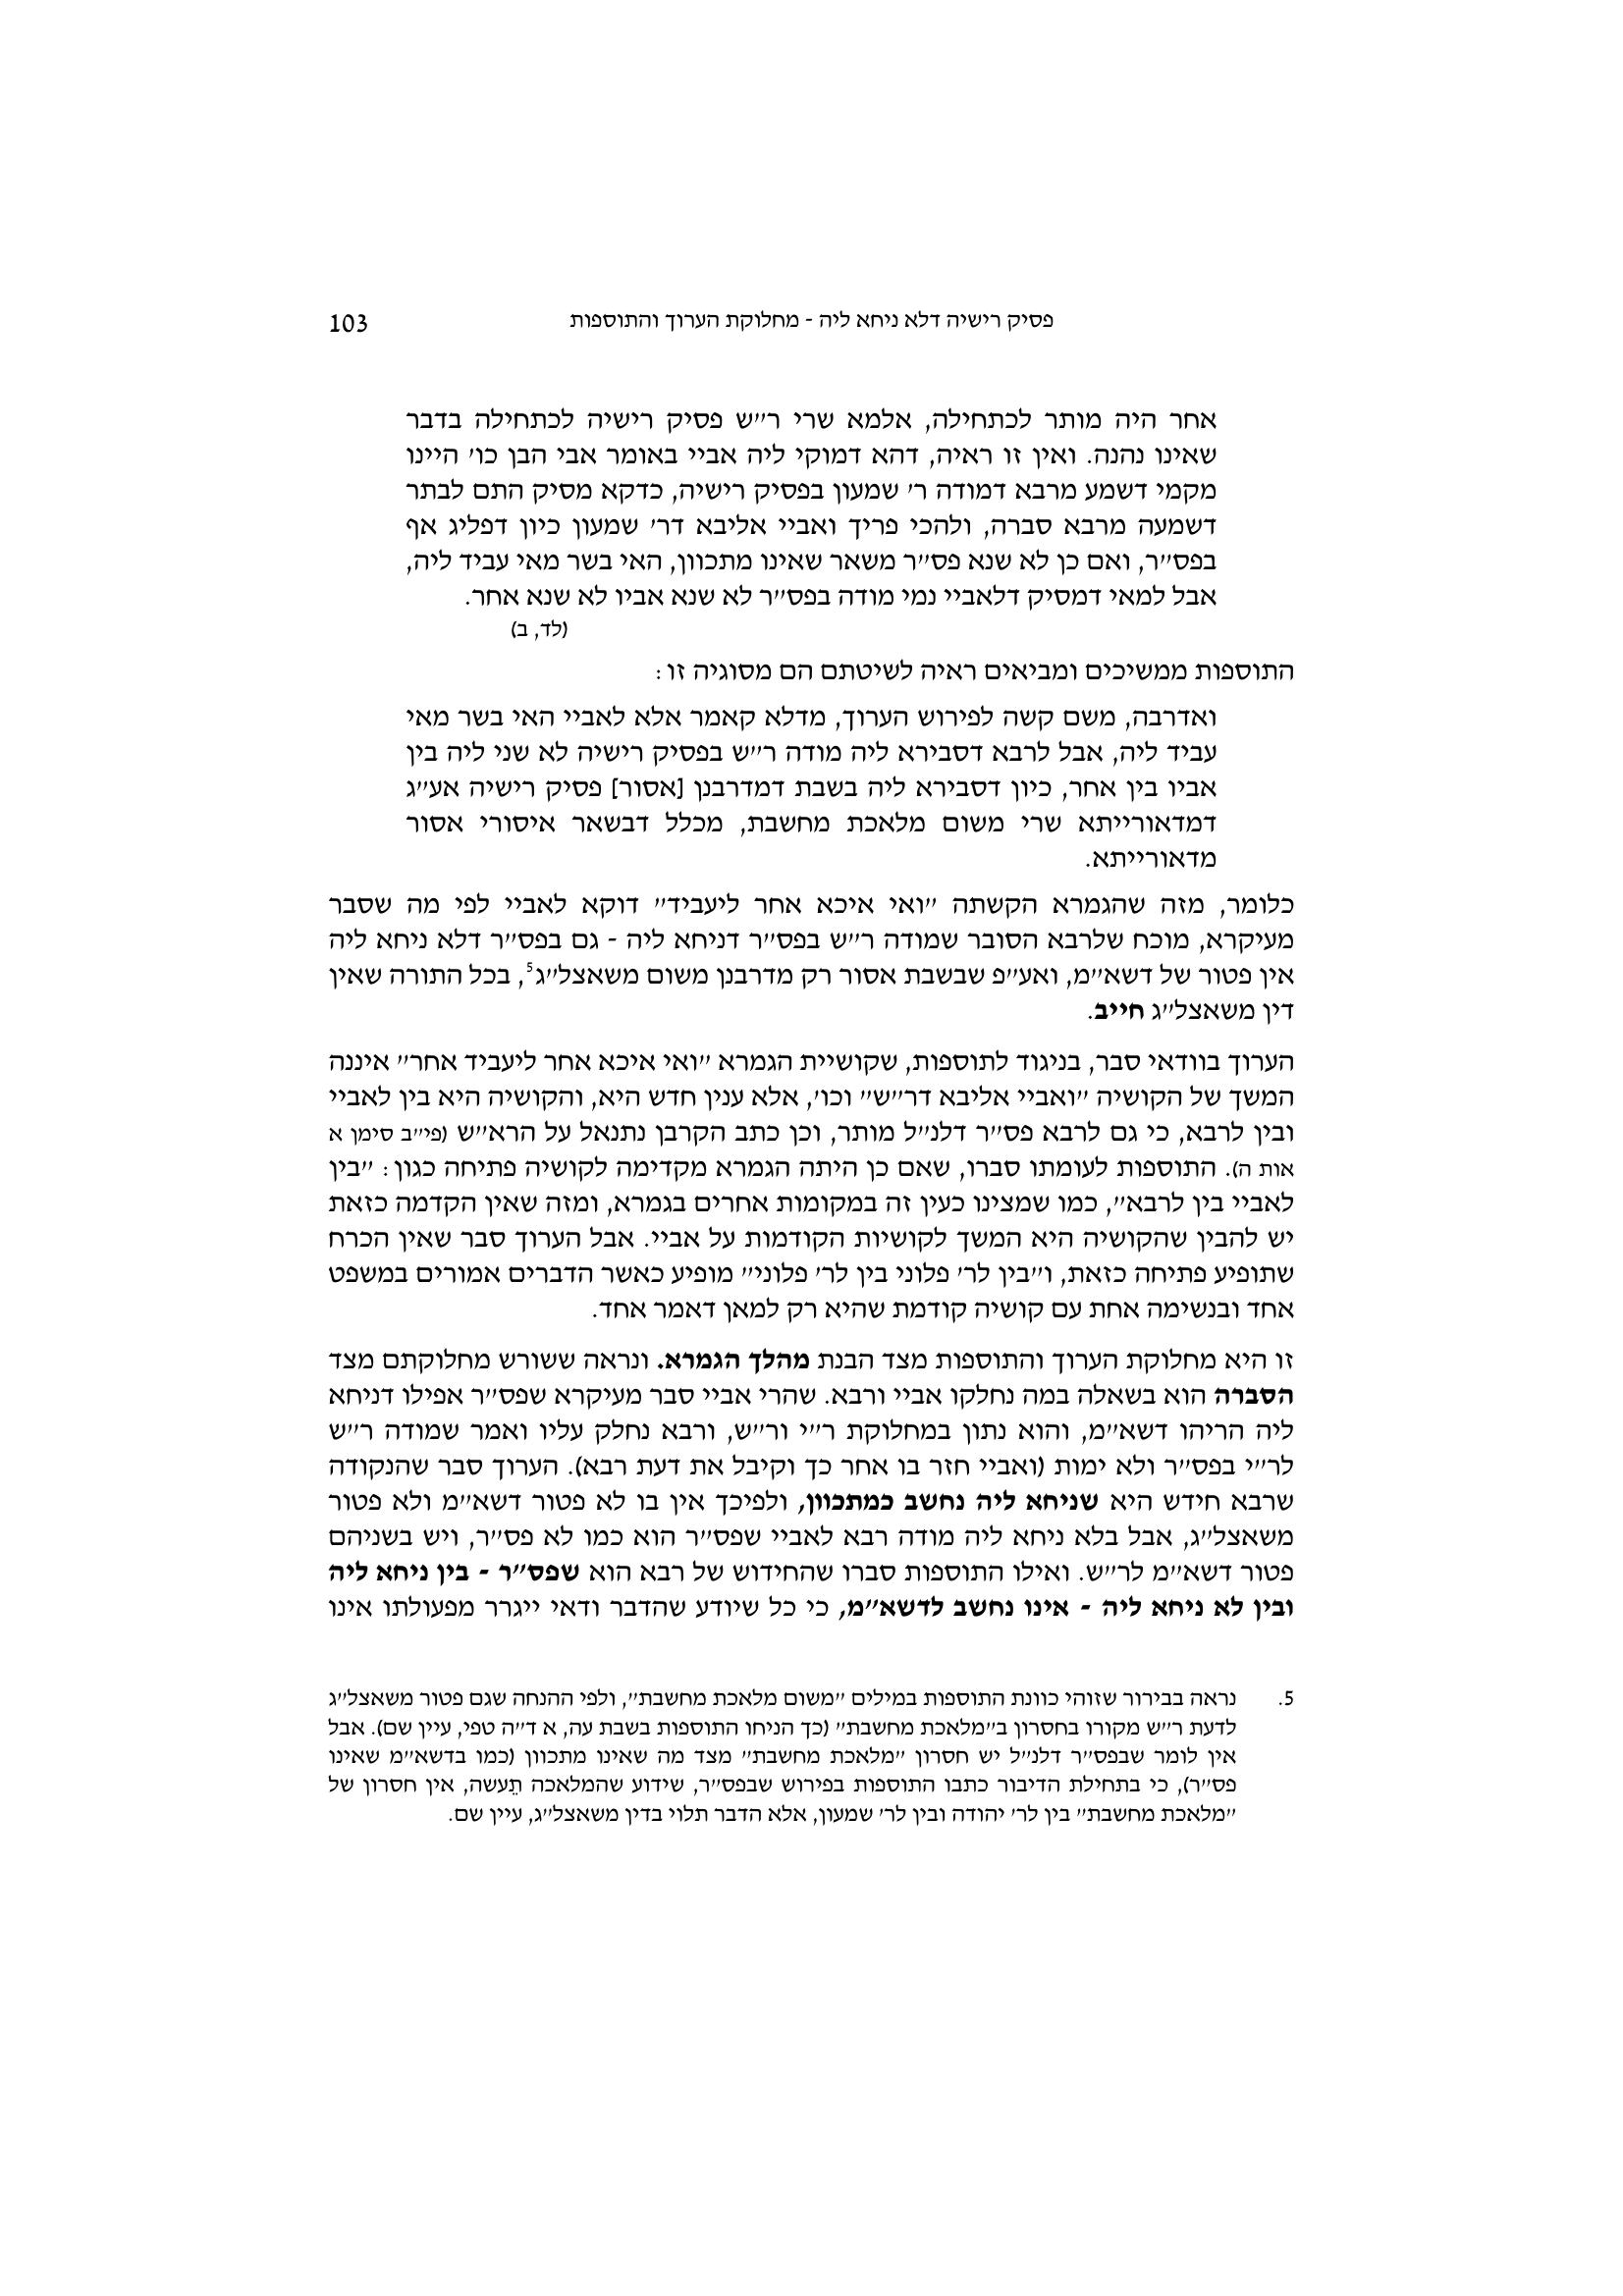 פסיק רישיה דלא ניחא ליה - מחלוקת הערוך והתוספות 103
אחר היה מותר לכתחילה, אלמא שרי ר״ש פסיק רישיה לכתחילה בדבר
שאינו נהנה. ואין זו ראיה, דהא דמוקי ליה אביי באומר אבי הבן כו׳ היינו
מקמי דשמע מרבא דמודה ר׳ שמעון בפסיק רישיה, כדקא מסיק התם לבתר
דשמעה מרבא סברה, ולהכי פריך ואביי אליבא דר׳ שמעון כיון דפליג אף
בפס״ר, ואם כן לא שנא פס״ר משאר שאינו מתכוון, האי בשר מאי עביד ליה,
אבל למאי דמסיק דלאביי נמי מודה בפס״ר לא שנא אביו לא שנא אחר.
(לד, ב)
התוספות ממשיכים ומביאים ראיה לשיטתם הם מסוגיה זו:
ואדרבה, משם קשה לפירוש הערוך, מדלא קאמר אלא לאביי האי בשר מאי
עביד ליה, אבל לרבא דסבירא ליה מודה ר״ש בפסיק רישיה לא שני ליה בין
אביו בין אחר, כיון דסבירא ליה בשבת דמדרבנן [אסור] פסיק רישיה אע״ג
דמדאורייתא שרי משום מלאכת מחשבת, מכלל דבשאר איסורי אסור
מדאורייתא.
כלומר, מזה שהגמרא הקשתה ״ואי איכא אחר ליעביד״ דוקא לאביי לפי מה שסבר
מעיקרא, מוכח שלרבא הסובר שמודה ר״ש בפס״ר דניחא ליה - גם בפס״ר דלא ניחא ליה
אין פטור של דשא״מ, ואע״פ שבשבת אסור רק מדרבנן משום משאצל״ג5, בכל התורה שאין
דין משאצל״ג חייב.
הערוך בוודאי סבר, בניגוד לתוספות, שקושיית הגמרא ״ואי איכא אחר ליעביד אחר״ איננה
המשך של הקושיה ״ואביי אליבא דר״ש״ וכו׳, אלא ענין חדש היא, והקושיה היא בין לאביי
ובין לרבא, כי גם לרבא פס״ר דלנ״ל מותר, וכן כתב הקרבן נתנאל על הרא״ש (פי״ב סימן א
אות ה). התוספות לעומתו סברו, שאם כן היתה הגמרא מקדימה לקושיה פתיחה כגון: ״בין
לאביי בין לרבא״, כמו שמצינו כעין זה במקומות אחרים בגמרא, ומזה שאין הקדמה כזאת
יש להבין שהקושיה היא המשך לקושיות הקודמות על אביי. אבל הערוך סבר שאין הכרח
שתופיע פתיחה כזאת, ו״בין לר׳ פלוני בין לר׳ פלוני״ מופיע כאשר הדברים אמורים במשפט
אחד ובנשימה אחת עם קושיה קודמת שהיא רק למאן דאמר אחד.
זו היא מחלוקת הערוך והתוספות מצד הבנת מהלך הגמרא. ונראה ששורש מחלוקתם מצד
הסברה הוא בשאלה במה נחלקו אביי ורבא. שהרי אביי סבר מעיקרא שפס״ר אפילו דניחא
ליה הריהו דשא״מ, והוא נתון במחלוקת ר״י ור״ש, ורבא נחלק עליו ואמר שמודה ר״ש
לר״י בפס״ר ולא ימות (ואביי חזר בו אחר כך וקיבל את דעת רבא). הערוך סבר שהנקודה
שרבא חידש היא שניחא ליה נחשב כמתכוון, ולפיכך אין בו לא פטור דשא״מ ולא פטור
משאצל״ג, אבל בלא ניחא ליה מודה רבא לאביי שפס״ר הוא כמו לא פס״ר, ויש בשניהם
פטור דשא״מ לר״ש. ואילו התוספות סברו שהחידוש של רבא הוא שפס״ר - בין ניחא ליה
ובין לא ניחא ליה - אינו נחשב לדשא״מ, כי כל שיודע שהדבר ודאי ייגרר מפעולתו אינו
5. נראה בבירור שזוהי כוונת התוספות במילים ״משום מלאכת מחשבת״, ולפי ההנחה שגם פטור משאצל״ג
לדעת ר״ש מקורו בחסרון ב״מלאכת מחשבת״ (כך הניחו התוספות בשבת עה, א ד״ה טפי, עיין שם). אבל
אין לומר שבפס״ר דלנ״ל יש חסרון ״מלאכת מחשבת״ מצד מה שאינו מתכוון (כמו בדשא״מ שאינו
פס״ר), כי בתחילת הדיבור כתבו התוספות בפירוש שבפס״ר, שידוע שהמלאכה תֵעשה, אין חסרון של
״מלאכת מחשבת״ בין לר׳ יהודה ובין לר׳ שמעון, אלא הדבר תלוי בדין משאצל״ג, עיין שם.